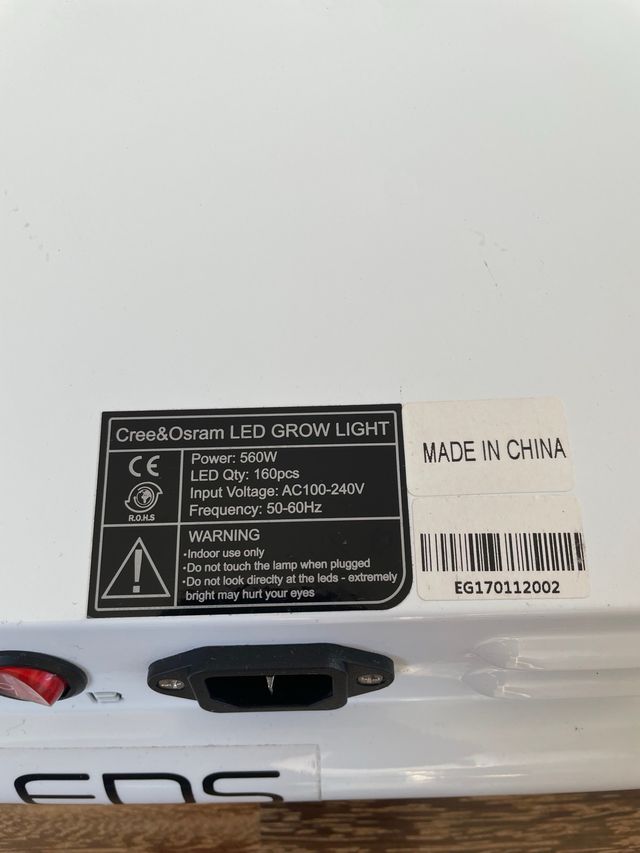 Cree&Osram LED GROW LIGHT
CE
R.O.H.S
Power: 560W
LED Qty: 160pcs
Input Voltage: AC100-240V
Frequency: 50-60Hz
WARNING
·Indoor use only
·Do not touch the lamp when plugged
·Do not look direclty at the leds - extremely
bright may hurt your eyes
MADE IN CHINA
EG170112002